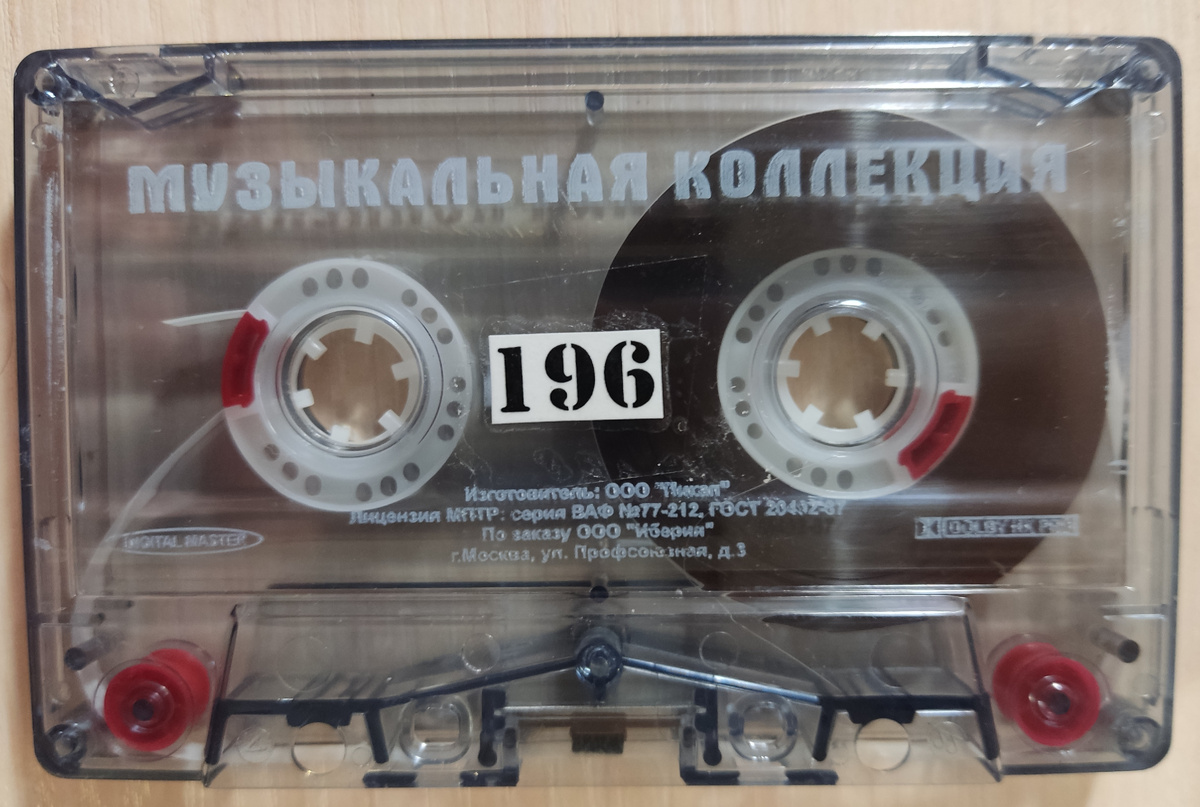 МУЗЫКАЛЬНАЯ КОЛЛЕКЦИЯ
196
Изготовитель: ООО "Пикап"
Лицензия МПТР: серия ВАФ №77-212, ГОСТ 20492-87
По заказу ООО "Иберия"
г.Москва, ул. Профсоюзная, д.3
DIGITAL MASTER
DOLBY HX PRO